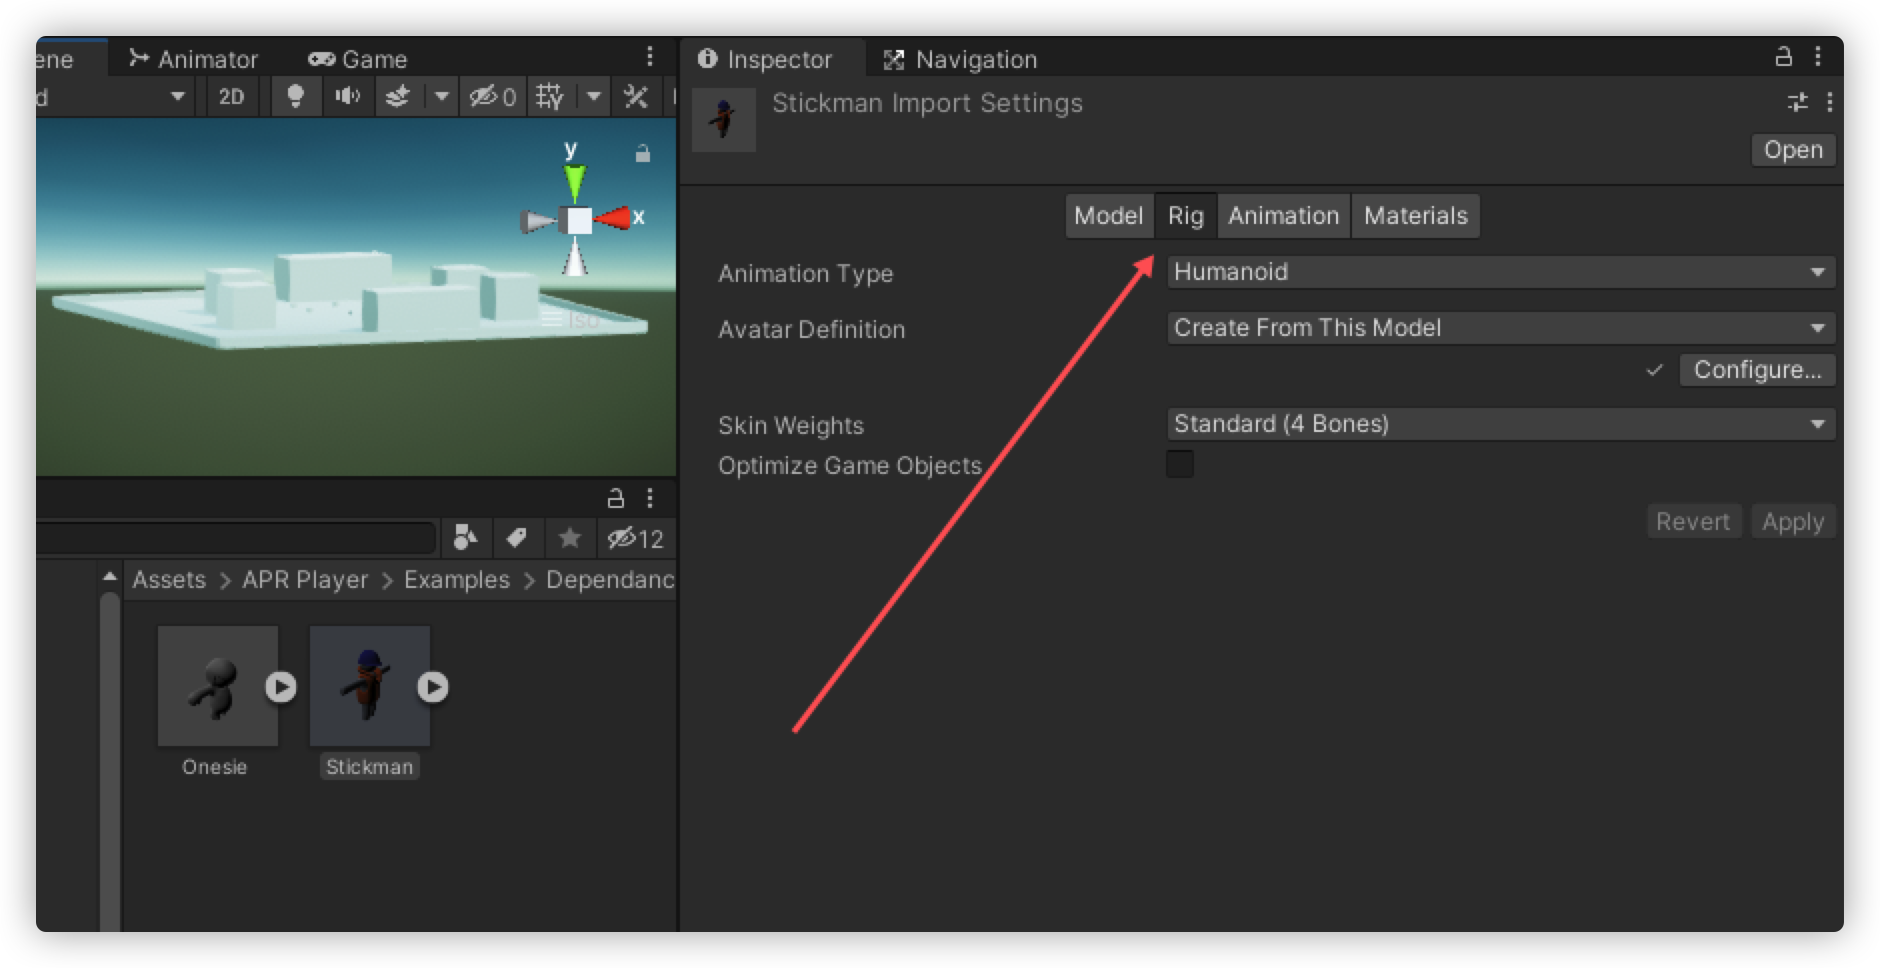 ene Animator Game
d 2D 0
y
x
Iso
12
Assets > APR Player > Examples > Dependanc
Onesie Stickman
Inspector Navigation
Stickman Import Settings
Open
Model Rig Animation Materials
Animation Type Humanoid
Avatar Definition Create From This Model
Configure...
Skin Weights Standard (4 Bones)
Optimize Game Objects
Revert Apply